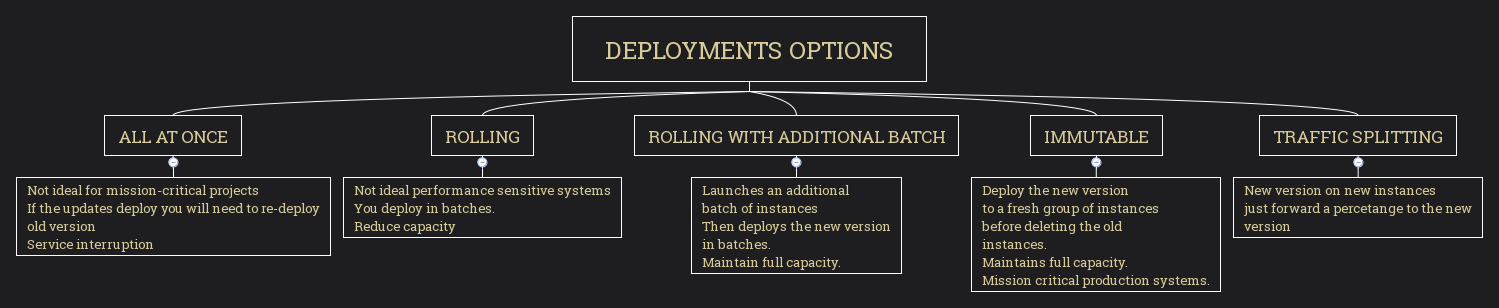 DEPLOYMENTS OPTIONS
ALL AT ONCE
Not ideal for mission-critical projects
If the updates deploy you will need to re-deploy
old version
Service interruption
ROLLING
Not ideal performance sensitive systems
You deploy in batches.
Reduce capacity
ROLLING WITH ADDITIONAL BATCH
Launches an additional
batch of instances
Then deploys the new version
in batches.
Maintain full capacity.
IMMUTABLE
Deploy the new version
to a fresh group of instances
before deleting the old
instances.
Maintains full capacity.
Mission critical production systems.
TRAFFIC SPLITTING
New version on new instances
just forward a percetange to the new
version